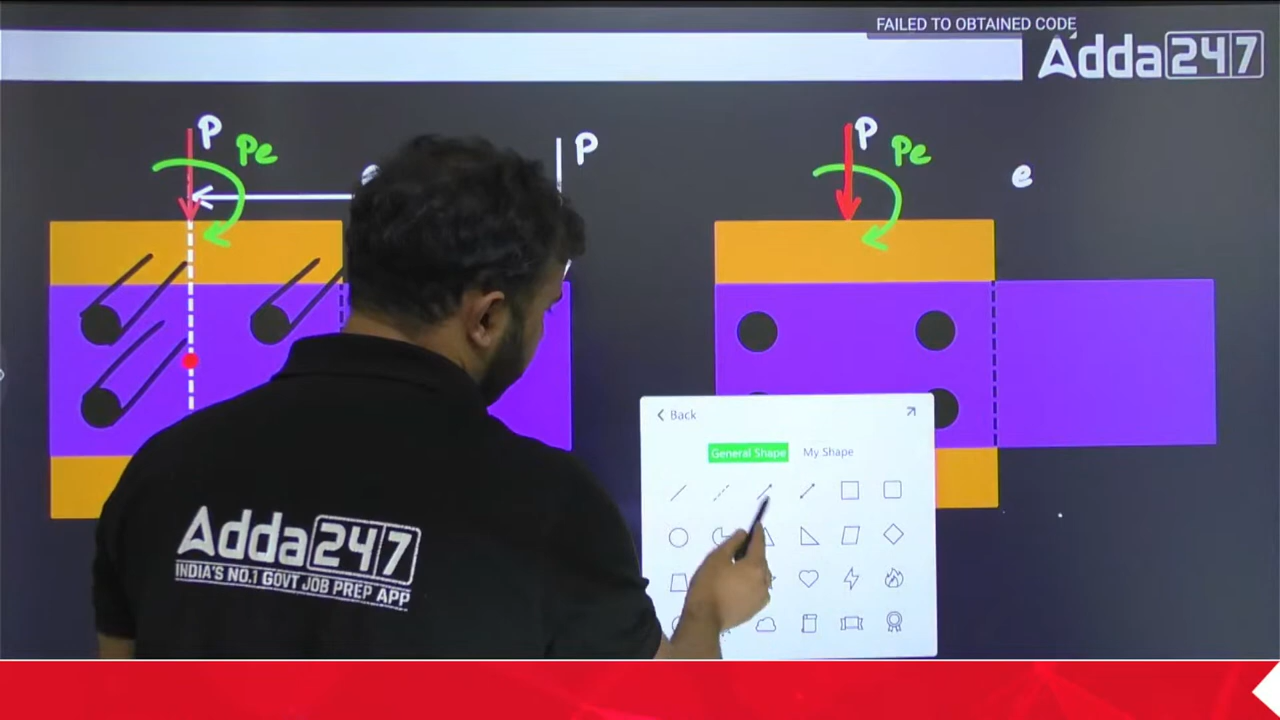 FAILED TO OBTAINED CODE
Adda247
P
Pe
P
P
Pe
e
Back
General Shape
My Shape
Adda247
INDIA'S NO.1 GOVT JOB PREP APP